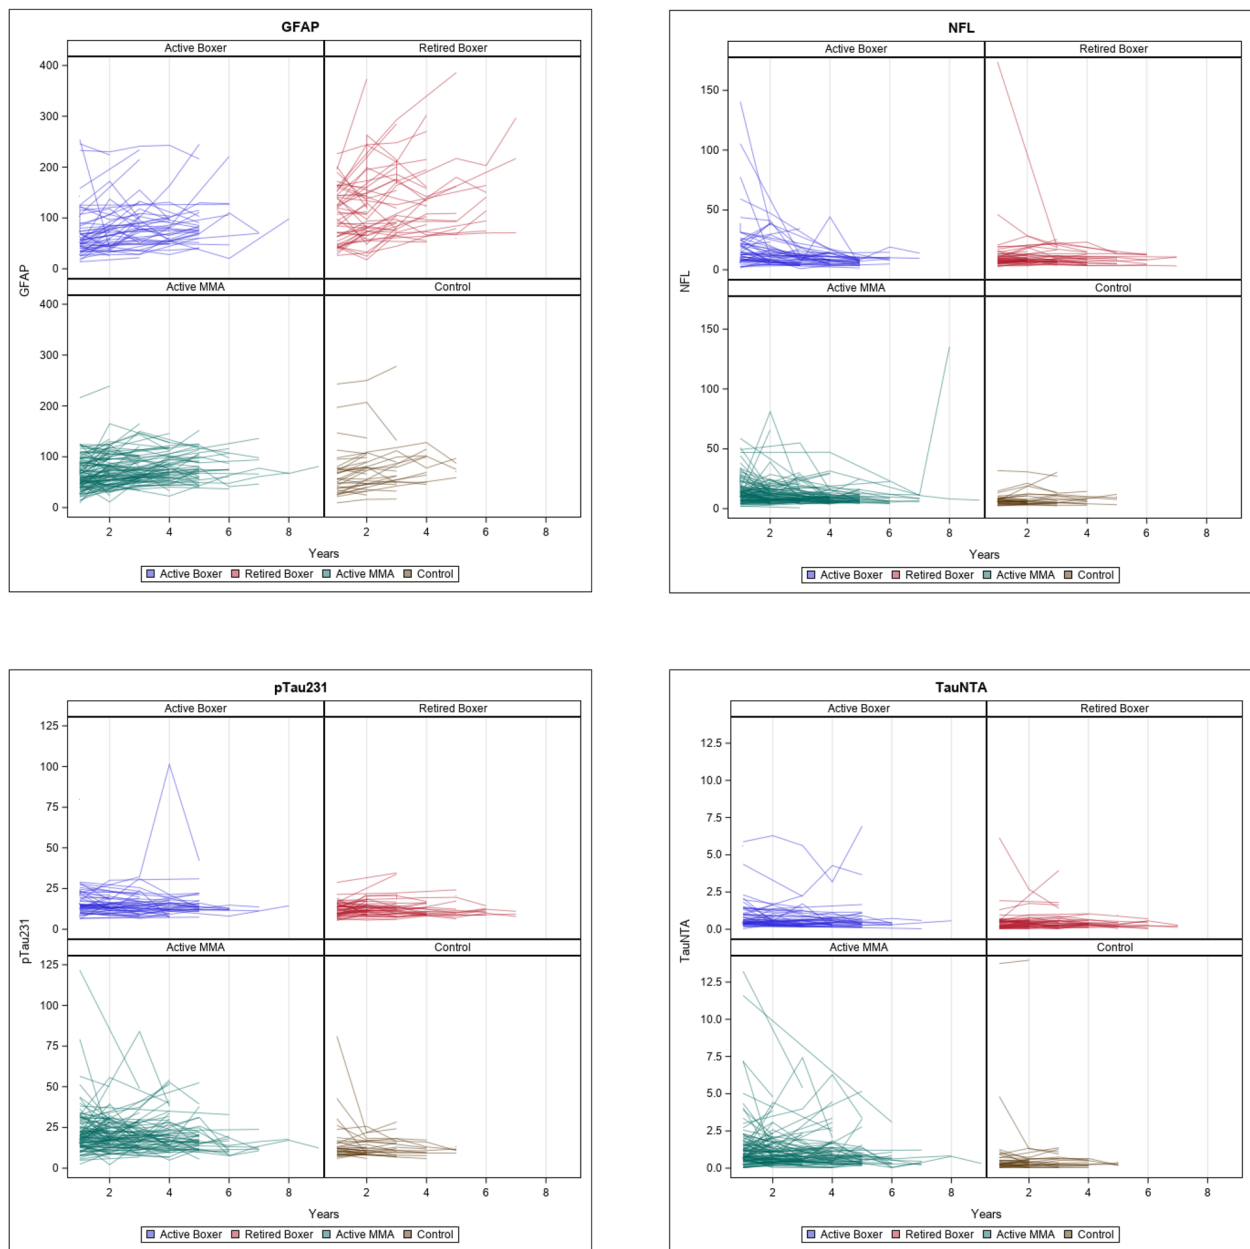 GFAP
Active Boxer Retired Boxer
400
300
200
100
0
GFAP
Active MMA Control
400
300
200
100
0
2 4 6 8 2 4 6 8
Years
Active Boxer Retired Boxer Active MMA Control
NFL
Active Boxer Retired Boxer
150
100
50
0
NFL
Active MMA Control
150
100
50
0
2 4 6 8 2 4 6 8
Years
Active Boxer Retired Boxer Active MMA Control
pTau231
Active Boxer Retired Boxer
125
100
75
50
25
0
pTau231
Active MMA Control
125
100
75
50
25
0
2 4 6 8 2 4 6 8
Years
Active Boxer Retired Boxer Active MMA Control
TauNTA
Active Boxer Retired Boxer
12.5
10.0
7.5
5.0
2.5
0.0
TauNTA
Active MMA Control
12.5
10.0
7.5
5.0
2.5
0.0
2 4 6 8 2 4 6 8
Years
Active Boxer Retired Boxer Active MMA Control